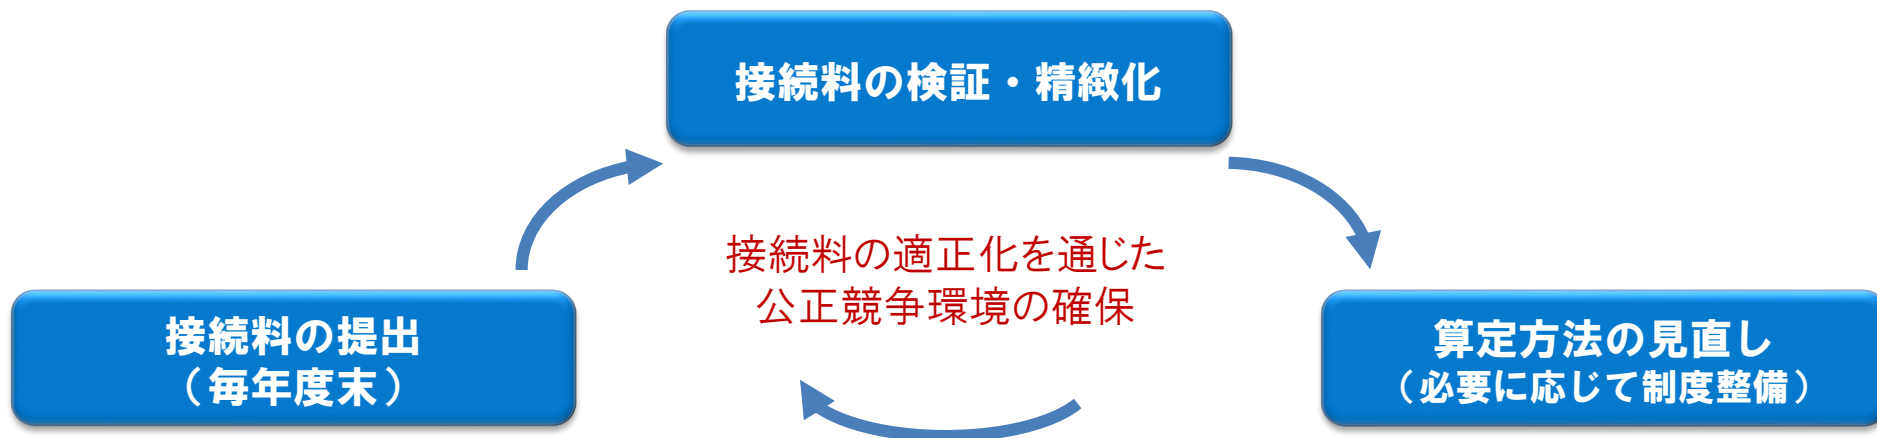 接続料の検証・精緻化
接続料の適正化を通じた
公正競争環境の確保
接続料の提出
（毎年度末）
算定方法の見直し
（必要に応じて制度整備）